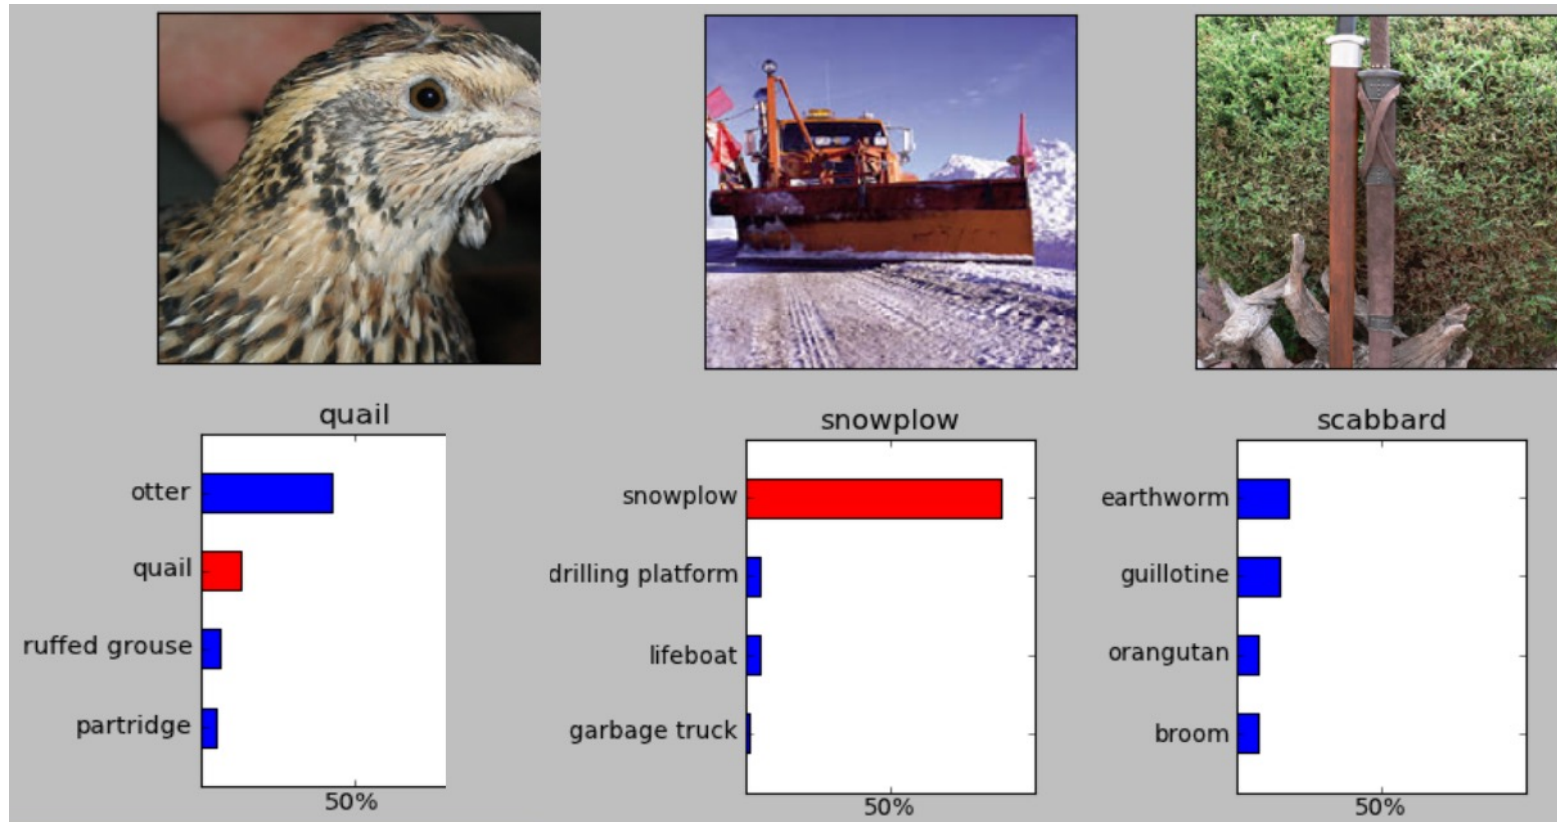 quail
otter
quail
ruffed grouse
partridge
50%
snowplow
snowplow
drilling platform
lifeboat
garbage truck
50%
scabbard
earthworm
guillotine
orangutan
broom
50%